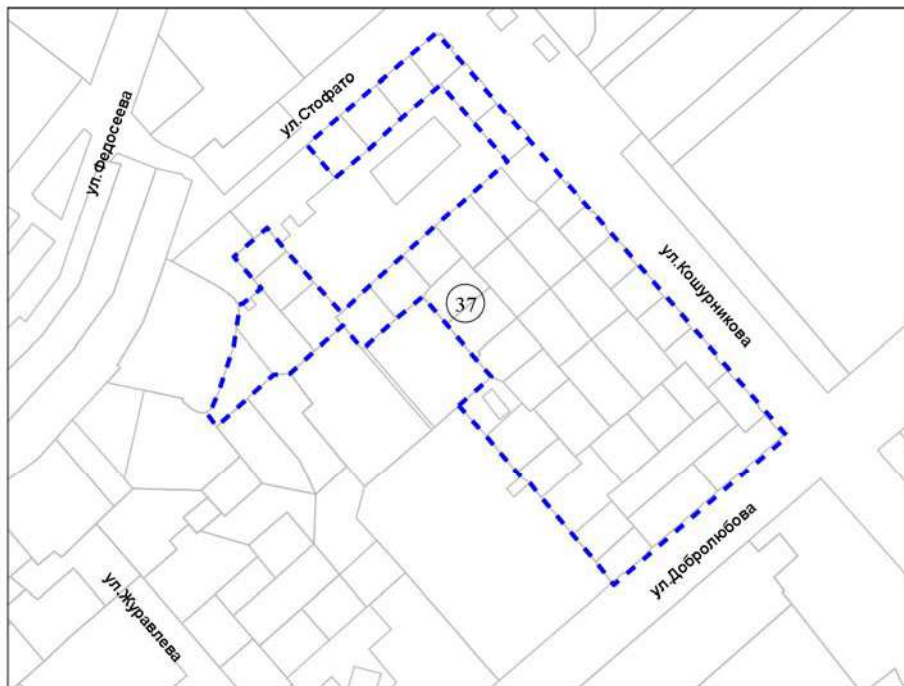 ул.Стофато
ул.Федосеева
ул.Кошурникова
37
ул.Добролюбова
ул.Журавлева